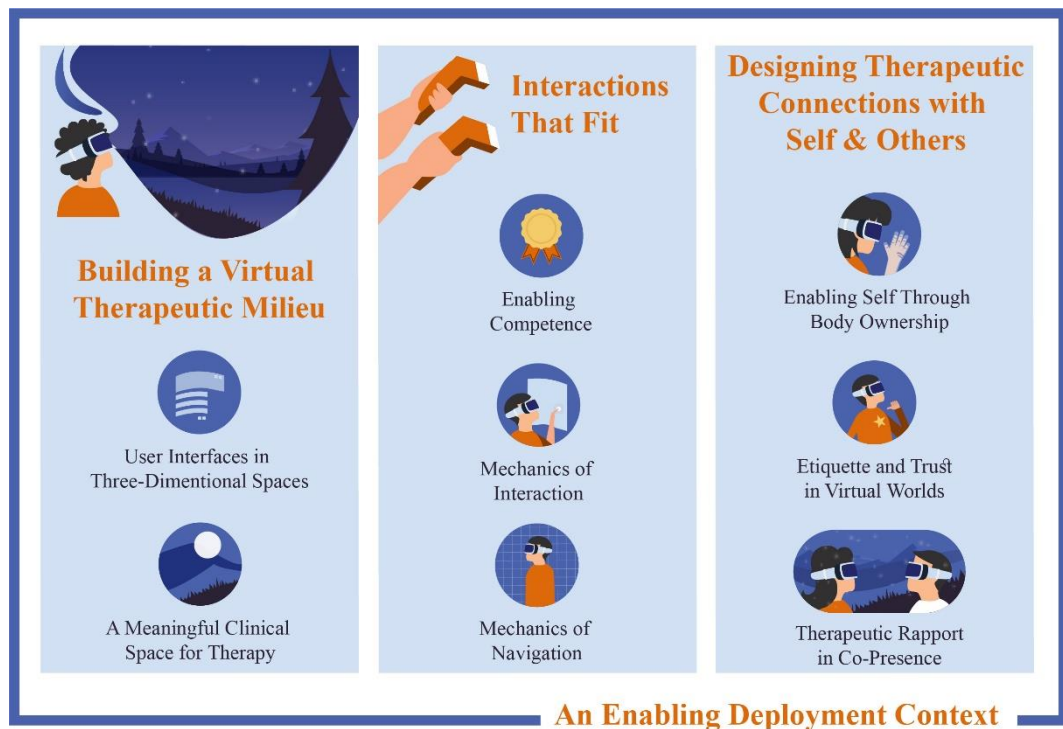 Building a Virtual
Therapeutic Milieu
User Interfaces in
Three-Dimentional Spaces
A Meaningful Clinical
Space for Therapy
Interactions
That Fit
Enabling
Competence
Mechanics of
Interaction
Mechanics of
Navigation
Designing Therapeutic
Connections with
Self & Others
Enabling Self Through
Body Ownership
Etiquette and Trust
in Virtual Worlds
Therapeutic Rapport
in Co-Presence
An Enabling Deployment Context